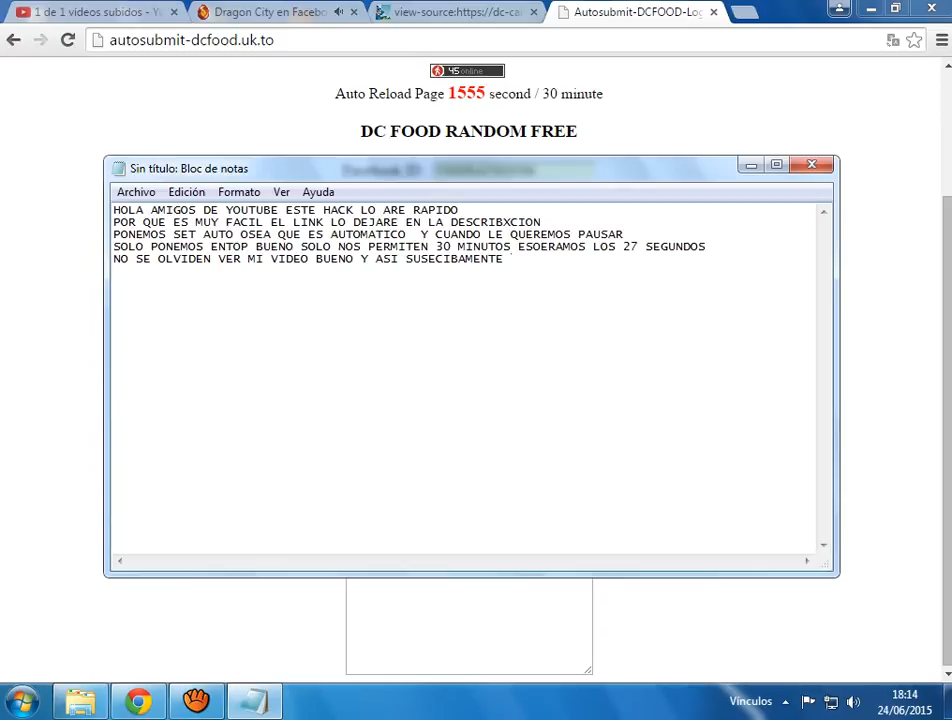 1 de 1 videos subidos - Y
Dragon City en Facebo
view-source:https://dc-ca
Autosubmit-DCFOOD-Log
autosubmit-dcfood.uk.to
45 online
Auto Reload Page 1555 second / 30 minute
DC FOOD RANDOM FREE
Sin título: Bloc de notas
Archivo Edición Formato Ver Ayuda
HOLA AMIGOS DE YOUTUBE ESTE HACK LO ARE RAPIDO
POR QUE ES MUY FACIL EL LINK LO DEJARE EN LA DESCRIBXCION
PONEMOS SET AUTO OSEA QUE ES AUTOMATICO Y CUANDO LE QUEREMOS PAUSAR
SOLO PONEMOS ENTOP BUENO SOLO NOS PERMITEN 30 MINUTOS ESOERAMOS LOS 27 SEGUNDOS
NO SE OLVIDEN VER MI VIDEO BUENO Y ASI SUSECIBAMENTE
Vínculos
18:14
24/06/2015